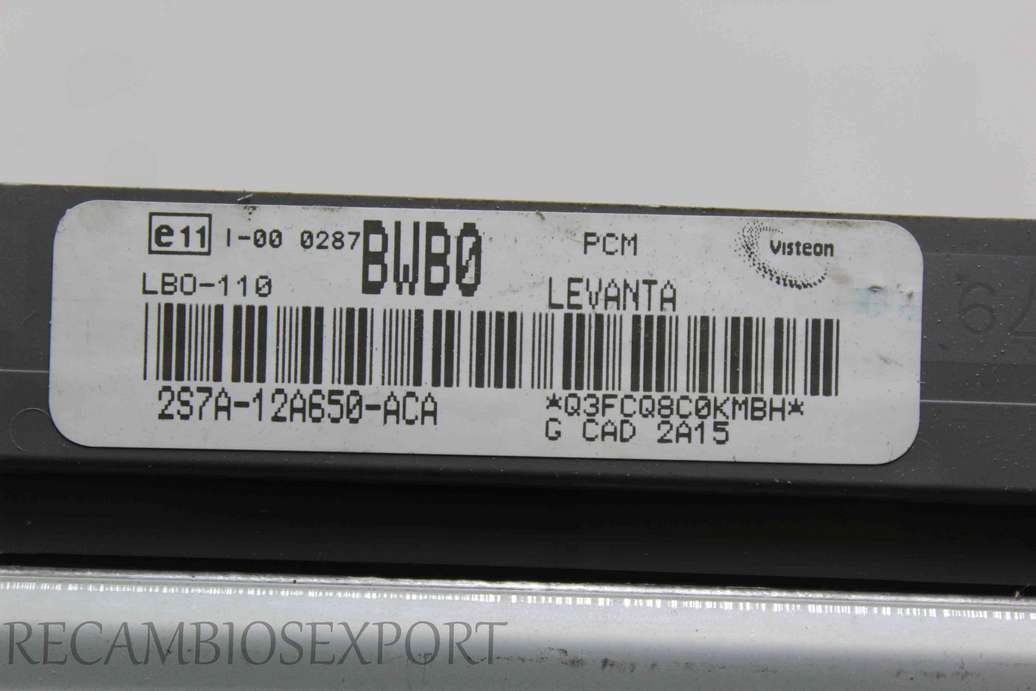 e11 I-00 0287 BWB0 PCM Visteon
LBO-110 LEVANTA
2S7A-12A650-ACA *Q3FCQ8C0KMBH*
G CAD 2A15
RECAMBIOSEXPORT